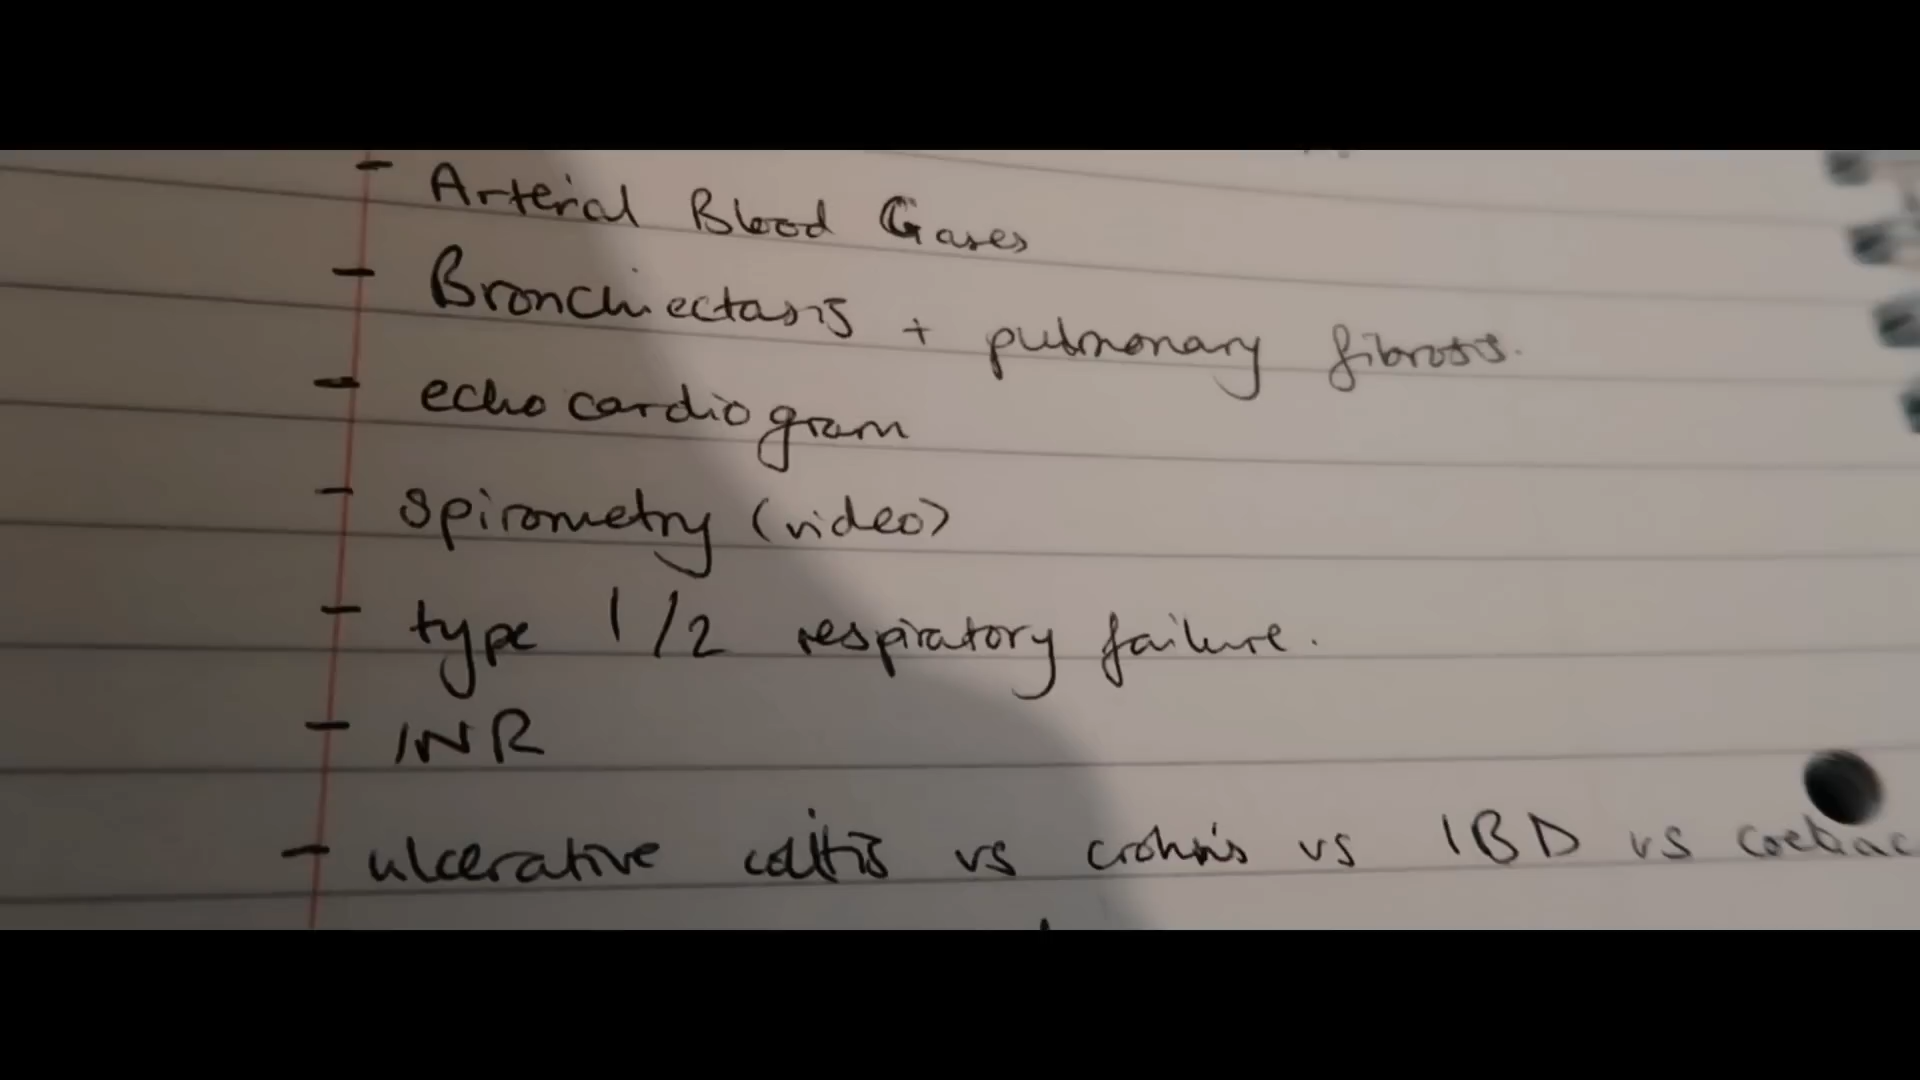 - Arterial Blood Gases
- Bronchiectasis + pulmonary fibrosis.
- echocardiogram
- spirometry (video)
- type 1/2 respiratory failure.
- INR
- ulcerative colitis vs crohn's vs IBD vs coeliac